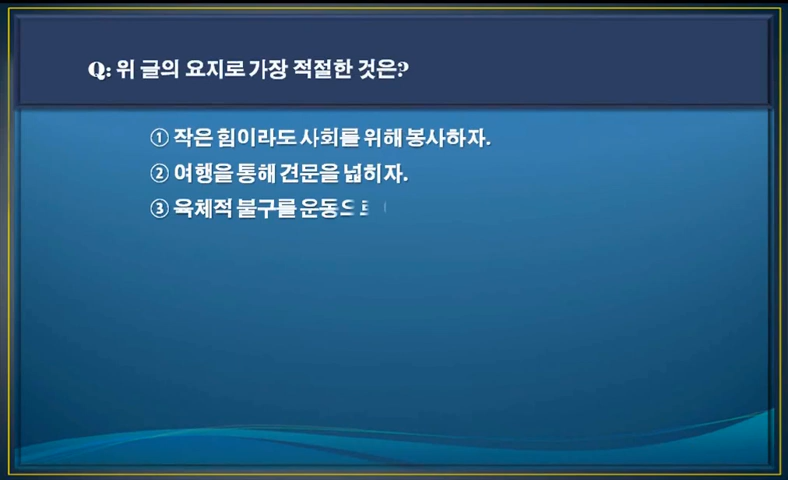 Q: 위 글의 요지로 가장 적절한 것은?
① 작은 힘이라도 사회를 위해 봉사하자.
② 여행을 통해 견문을 넓히자.
③ 육체적 불구를 운동으로